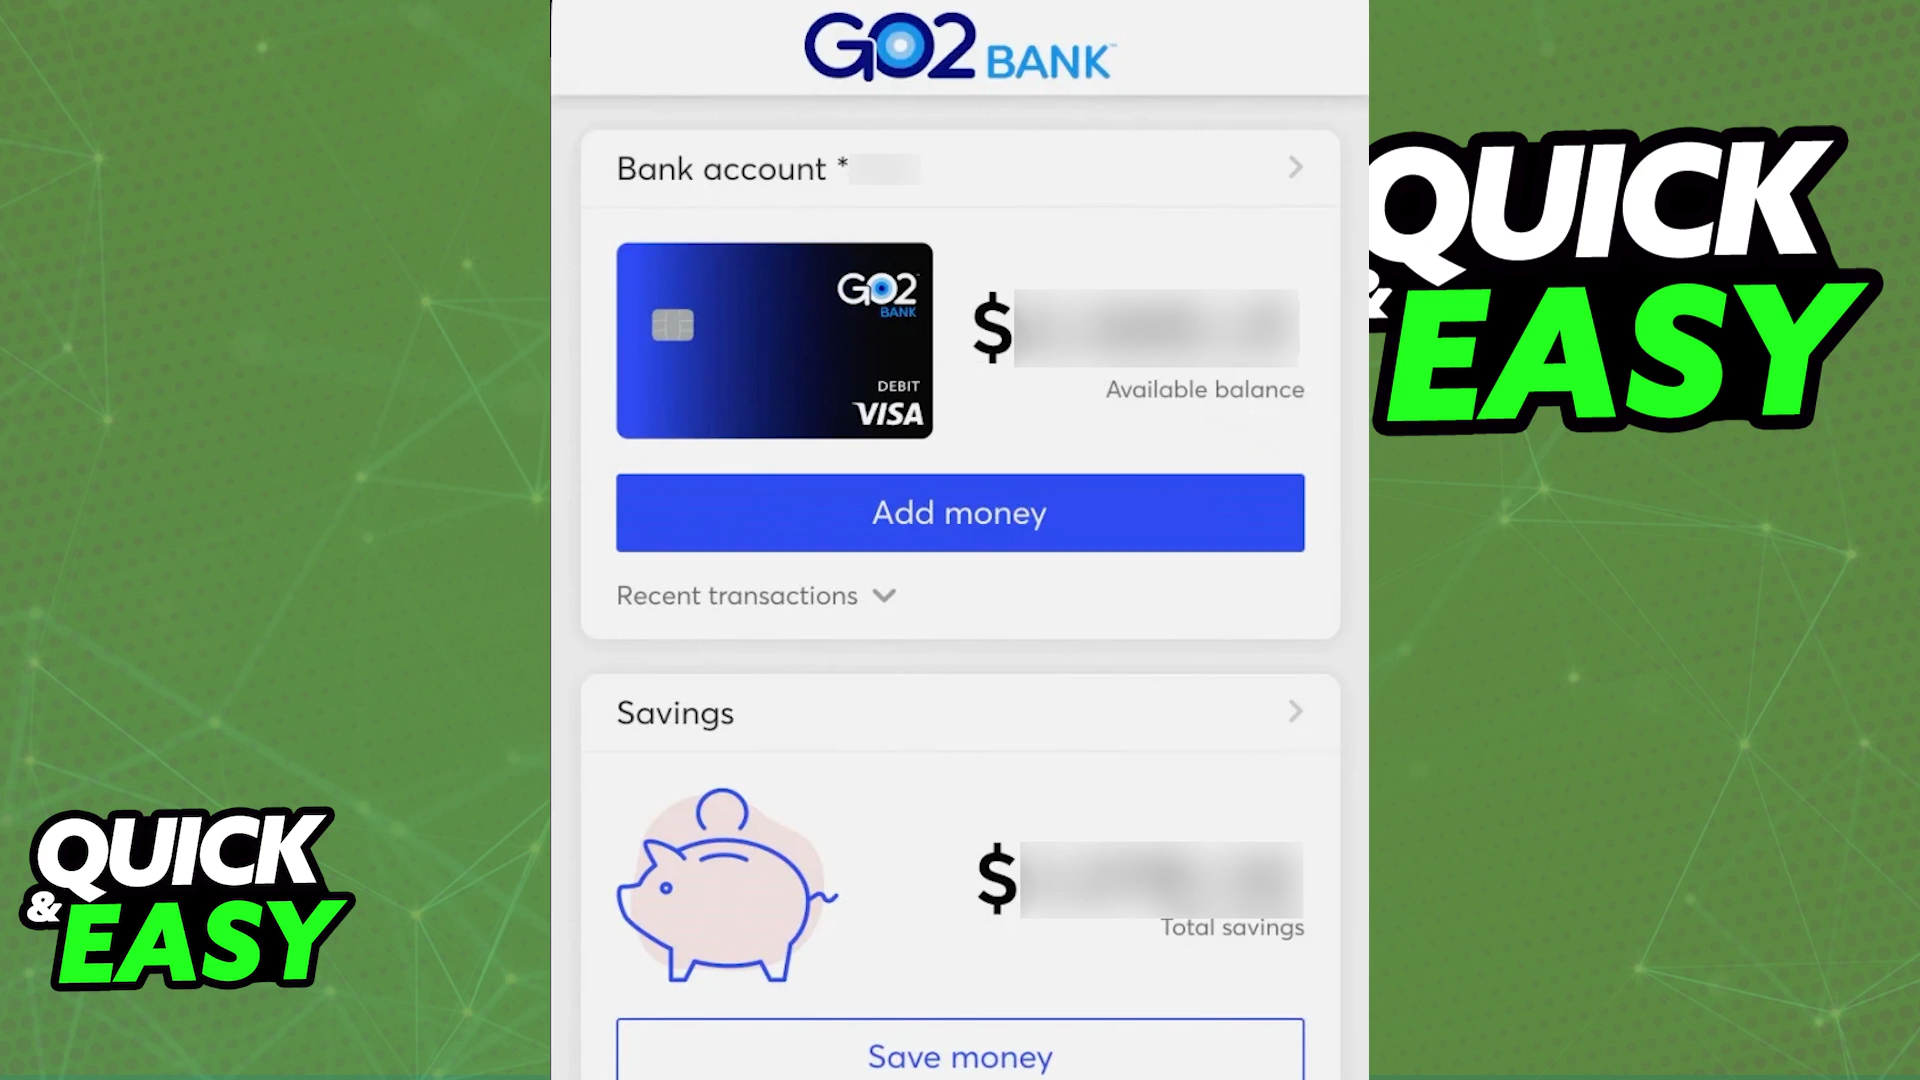 GO2 BANK™
Bank account *
GO2
BANK
DEBIT
VISA
$
Available balance
Add money
Recent transactions
Savings
$
Total savings
Save money
QUICK
& EASY
QUICK
& EASY